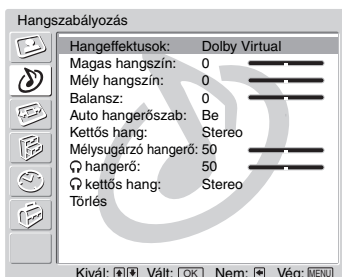 Hangszabályozás
Hangeffektusok: Dolby Virtual
Magas hangszín: 0
Mély hangszín: 0
Balansz: 0
Auto hangerőszab: Be
Kettős hang: Stereo
Mélysugárzó hangerő: 50
hangerő: 50
kettős hang: Stereo
Törlés
Kivál: Vált: OK Nem: Vég: MENU